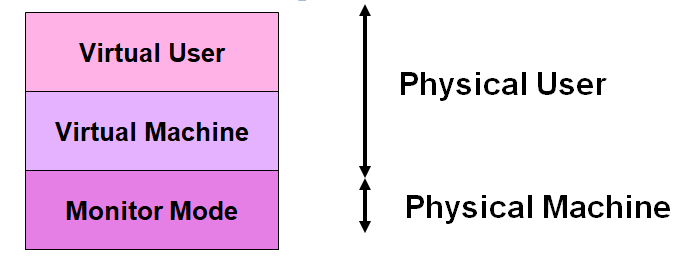 Virtual User
Physical User
Virtual Machine
Monitor Mode
Physical Machine